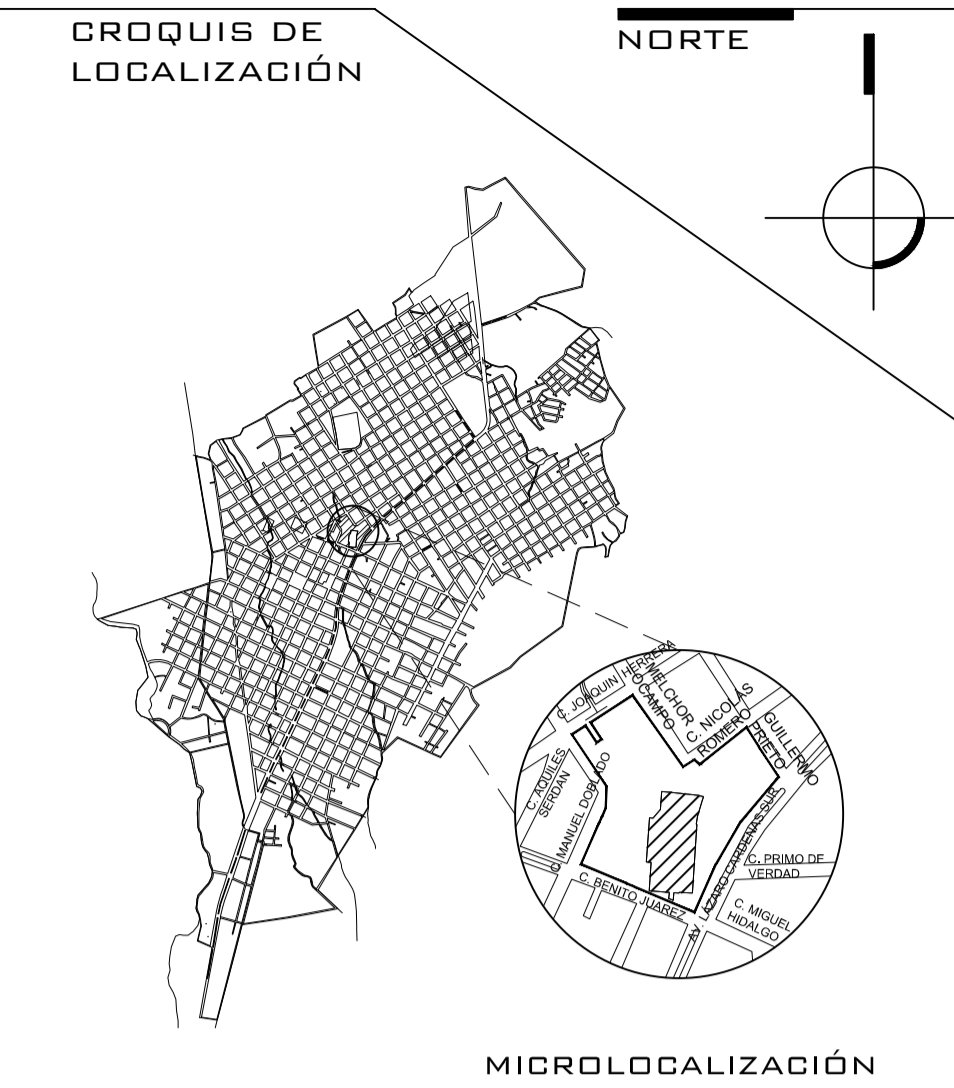 CROQUIS DE
LOCALIZACIÓN
NORTE
C. JOAQUIN HERRERA
MELCHOR
OCAMPO
C. NICOLAS
ROMERO
GUILLERMO
PRIETO
C. AQUILES
SERDAN
C. MANUEL DOBLADO
AV. LÁZARO CARDENAS SUR
C. PRIMO DE
VERDAD
C. BENITO JUAREZ
C. MIGUEL
HIDALGO
MICROLOCALIZACIÓN